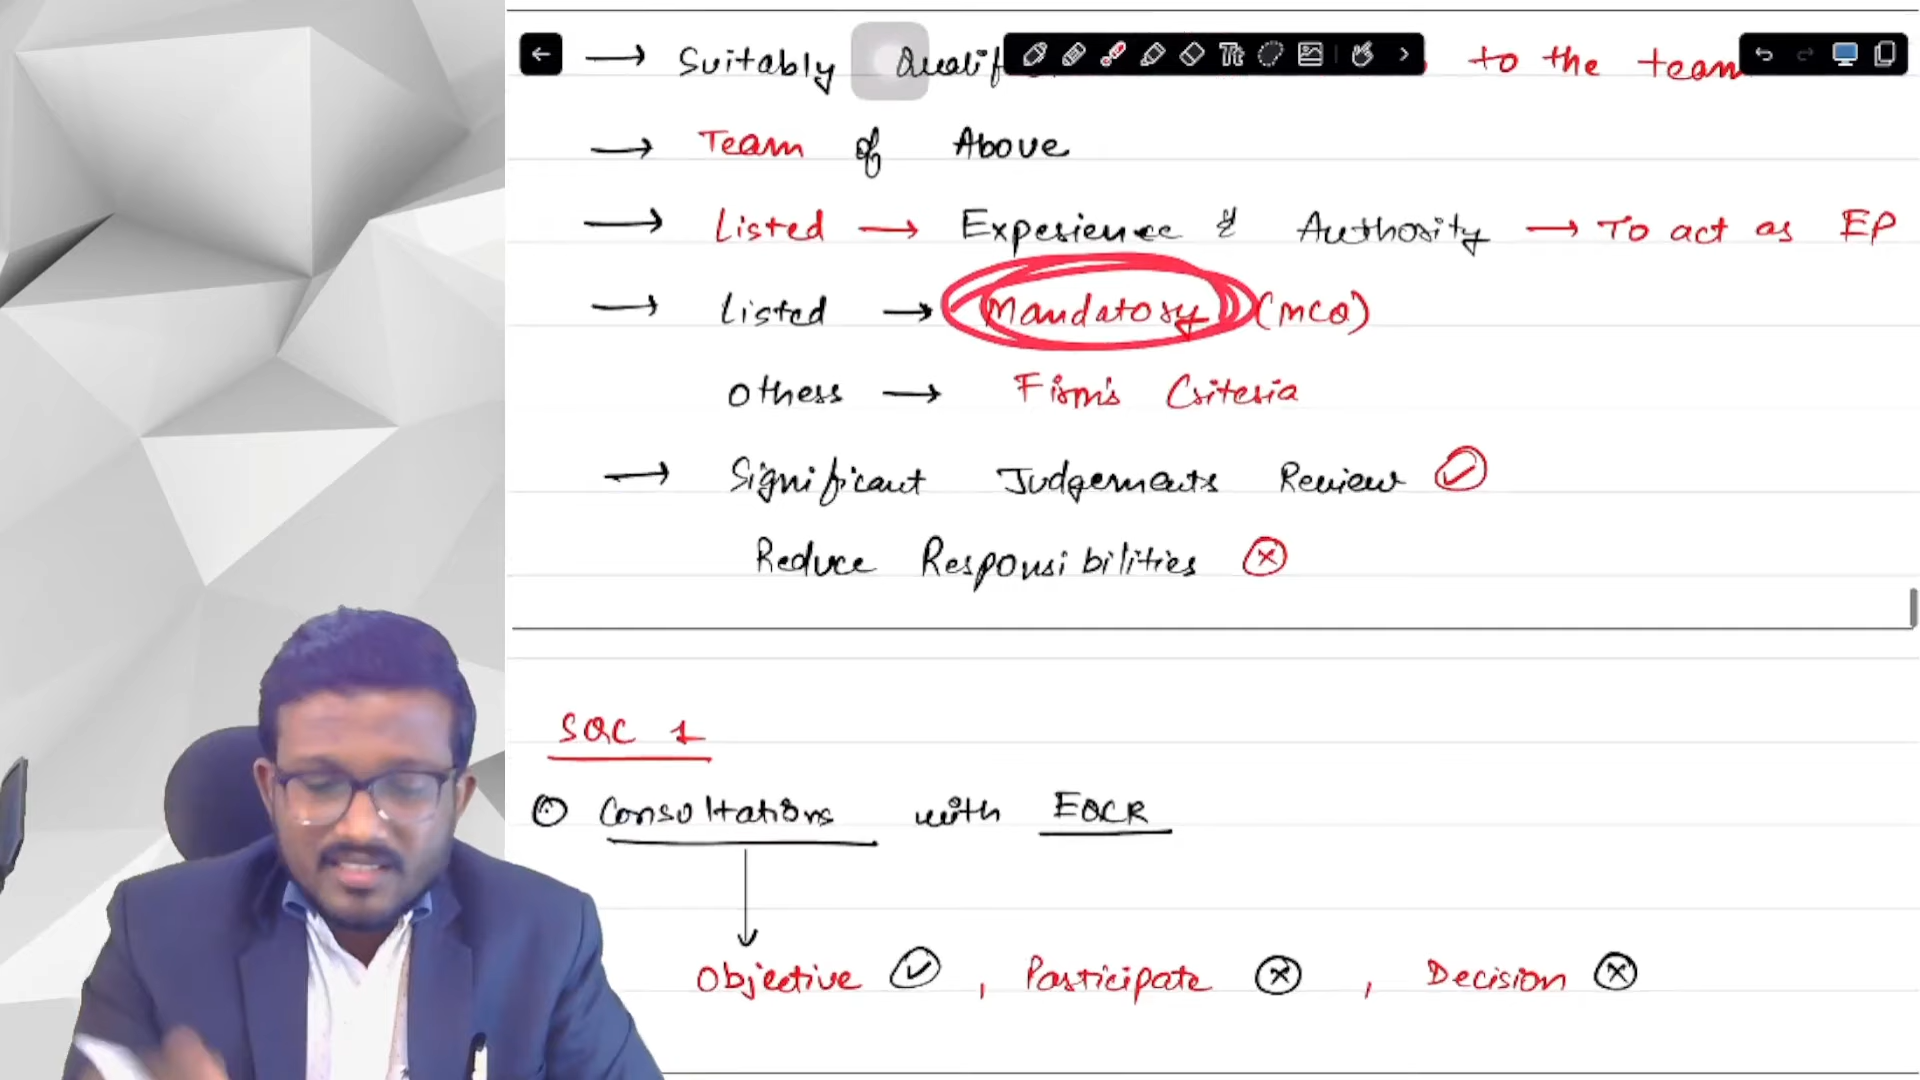 → Suitably Qualif to the team
→ Team of Above
→ Listed → Experience & Authority → To act as EP
→ Listed → Mandatory (MCQ)
Others → Firm's Criteria
→ Significant Judgements Review
Reduce Responsibilities
SQC 1
Consultations with EQCR
Objective , Participate , Decision